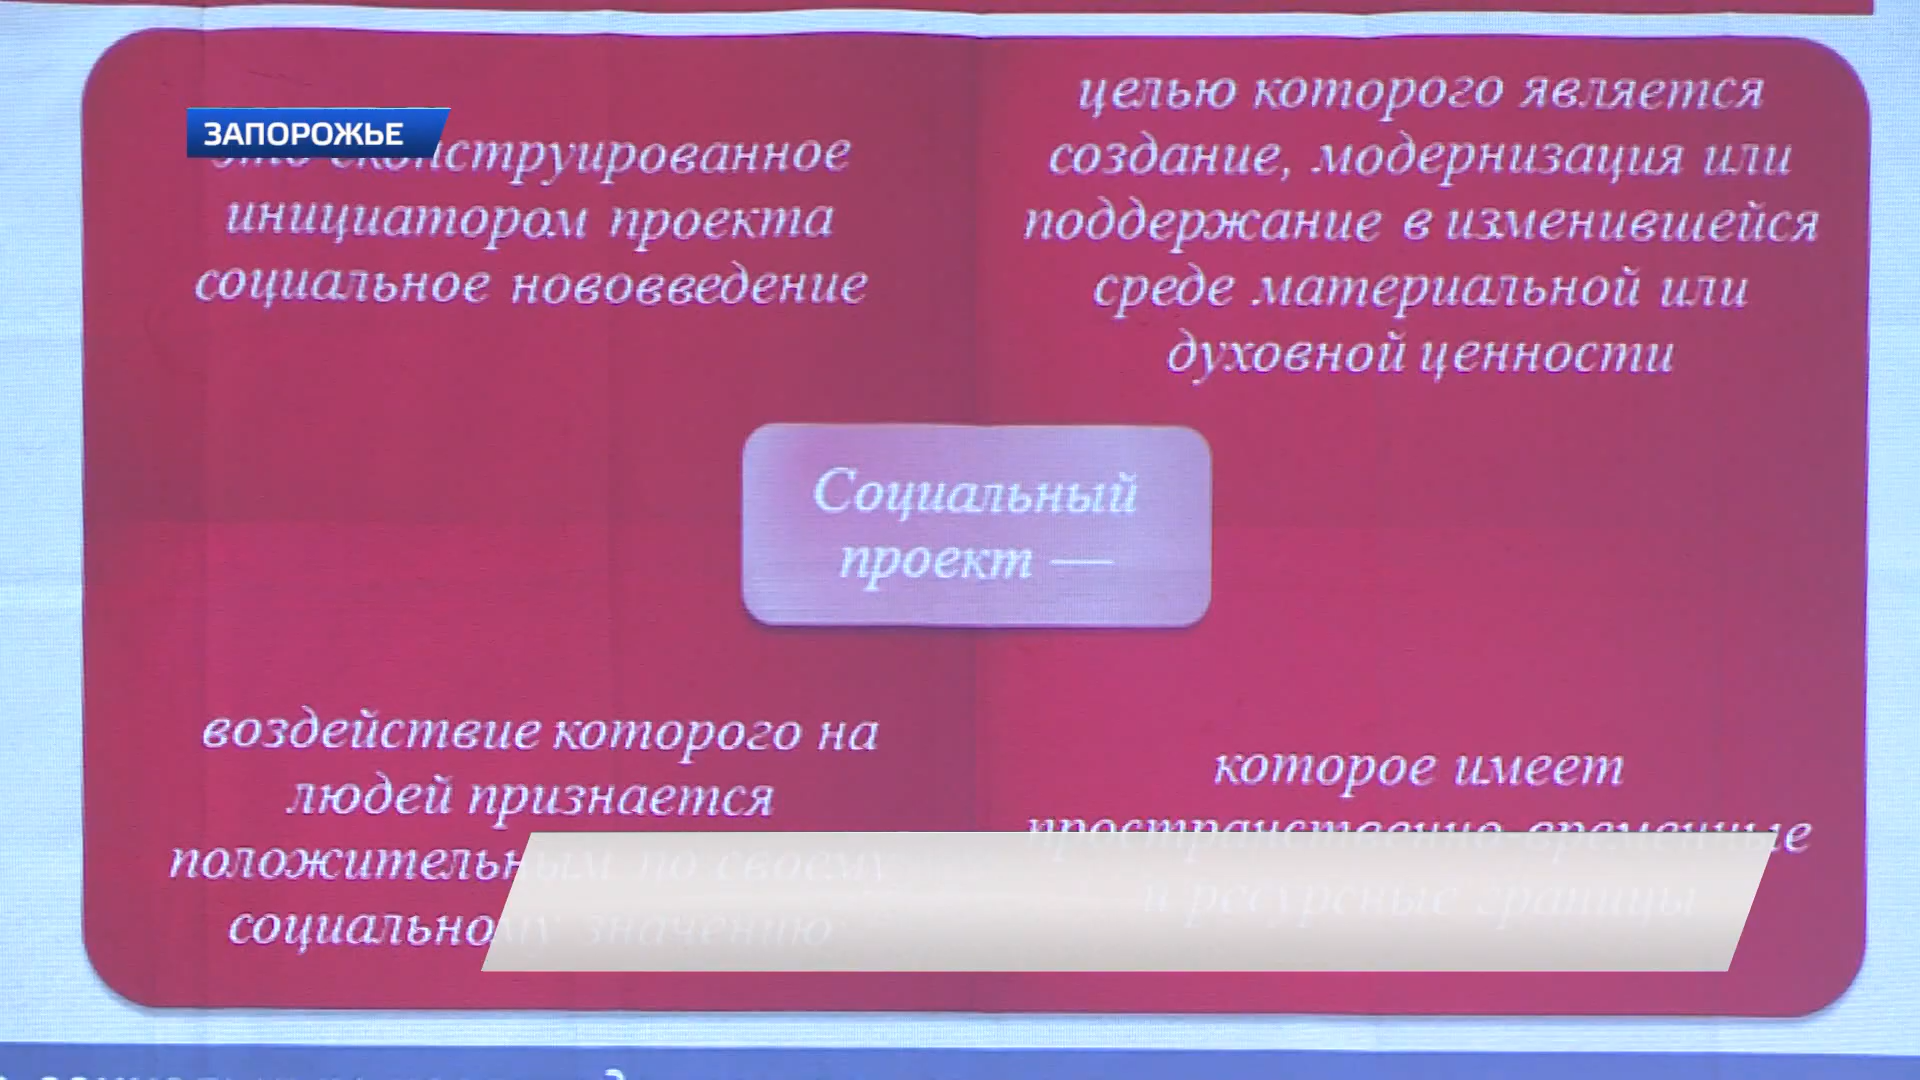 ЗАПОРОЖЬЕ
это сконструированное
инициатором проекта
социальное нововведение
целью которого является
создание, модернизация или
поддержание в изменившейся
среде материальной или
духовной ценности
Социальный
проект —
воздействие которого на
людей признается
положительным по своему
социальному значению
которое имеет
пространственно-временные
и ресурсные границы